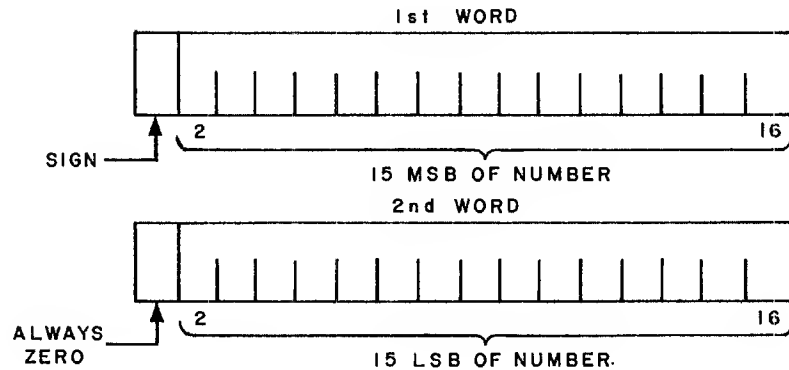 1st WORD
2 16
SIGN
15 MSB OF NUMBER
2nd WORD
2 16
ALWAYS
ZERO
15 LSB OF NUMBER.